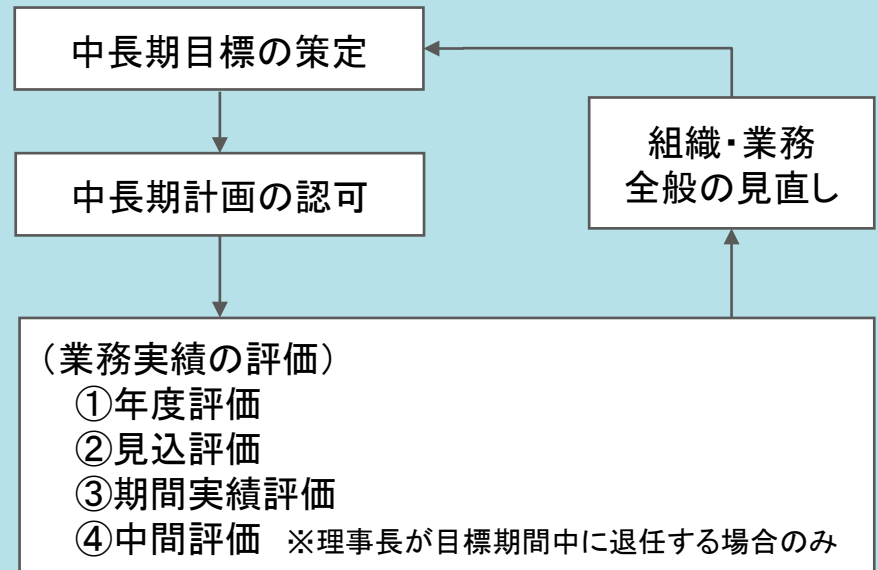 中長期目標の策定
組織・業務
全般の見直し
中長期計画の認可
（業務実績の評価）
①年度評価
②見込評価
③期間実績評価
④中間評価 ※理事長が目標期間中に退任する場合のみ